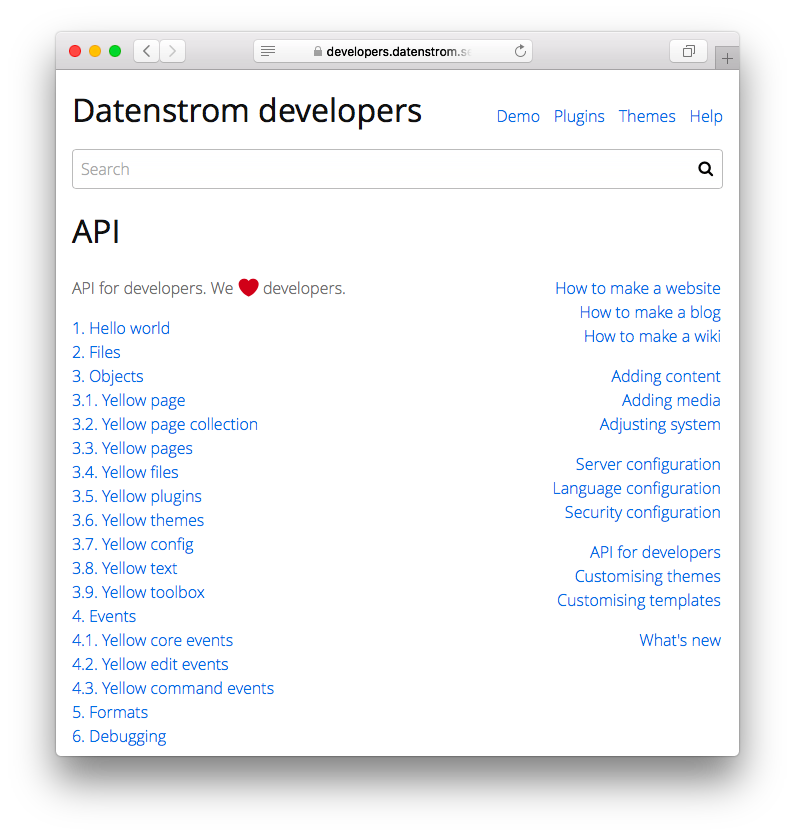 developers.datenstrom.se
Datenstrom developers
Demo Plugins Themes Help
Search
API
API for developers. We ❤ developers.
1. Hello world
2. Files
3. Objects
3.1. Yellow page
3.2. Yellow page collection
3.3. Yellow pages
3.4. Yellow files
3.5. Yellow plugins
3.6. Yellow themes
3.7. Yellow config
3.8. Yellow text
3.9. Yellow toolbox
4. Events
4.1. Yellow core events
4.2. Yellow edit events
4.3. Yellow command events
5. Formats
6. Debugging
How to make a website
How to make a blog
How to make a wiki
Adding content
Adding media
Adjusting system
Server configuration
Language configuration
Security configuration
API for developers
Customising themes
Customising templates
What's new